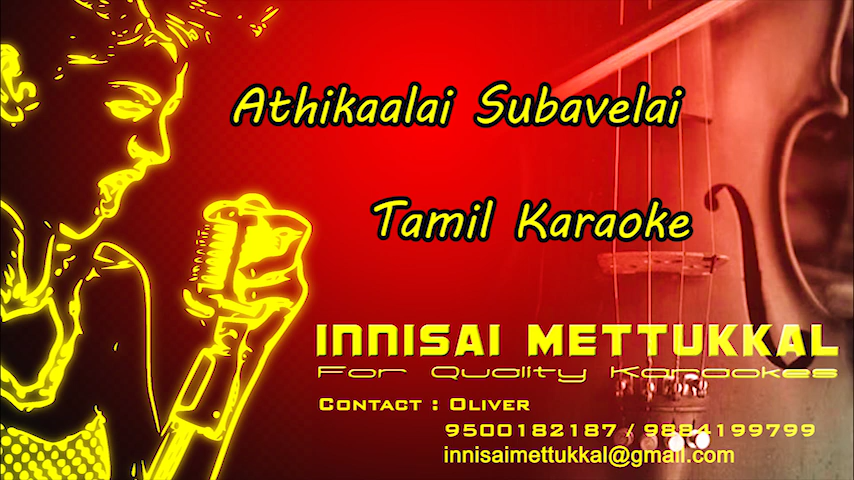 Athikaalai Subavelai
Tamil Karaoke
INNISAI METTUKKAL
For Quality Karaokes
Contact : Oliver
9500182187 / 9884199799
innisaimettukkal@gmail.com